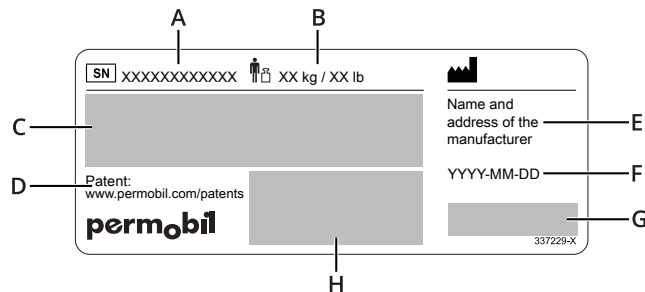 A
B
SN XXXXXXXXXXXX XX kg / XX lb
C
Name and
address of the
manufacturer
E
D
Patent:
www.permobil.com/patents
YYYY-MM-DD
F
permobil
G
337229-X
H